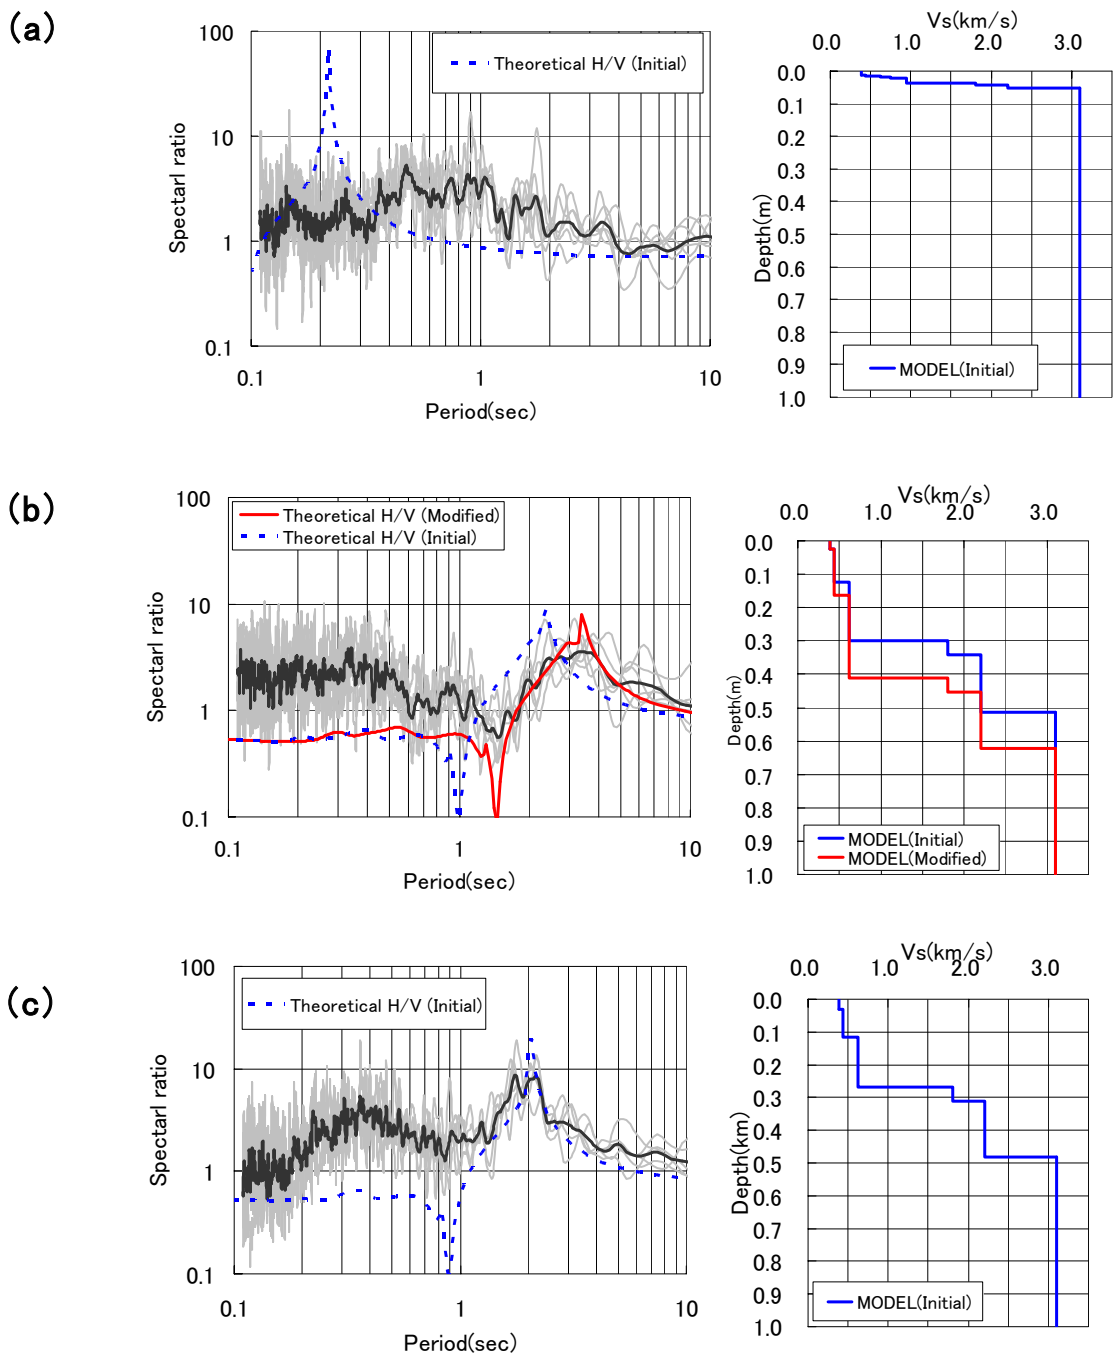 (a)
100
10
1
0.1
Spectarl ratio
Theoretical H/V (Initial)
0.1
1
10
Period(sec)
Vs(km/s)
0.0
1.0
2.0
3.0
0.0
0.1
0.2
0.3
0.4
0.5
0.6
0.7
0.8
0.9
1.0
Depth(m)
MODEL(Initial)
(b)
100
10
1
0.1
Spectarl ratio
Theoretical H/V (Modified)
Theoretical H/V (Initial)
0.1
1
10
Period(sec)
Vs(km/s)
0.0
1.0
2.0
3.0
0.0
0.1
0.2
0.3
0.4
0.5
0.6
0.7
0.8
0.9
1.0
Depth(m)
MODEL(Initial)
MODEL(Modified)
(c)
100
10
1
0.1
Spectarl ratio
Theoretical H/V (Initial)
0.1
1
10
Period(sec)
Vs(km/s)
0.0
1.0
2.0
3.0
0.0
0.1
0.2
0.3
0.4
0.5
0.6
0.7
0.8
0.9
1.0
Depth(km)
MODEL(Initial)